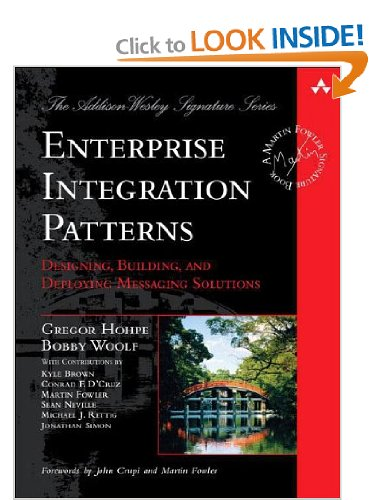 Click to LOOK INSIDE!
The Addison Wesley Signature Series
A MARTIN FOWLER SIGNATURE BOOK
Martin
ENTERPRISE
INTEGRATION
PATTERNS
DESIGNING, BUILDING, AND
DEPLOYING MESSAGING SOLUTIONS
GREGOR HOHPE
BOBBY WOOLF
WITH CONTRIBUTIONS BY
KYLE BROWN
CONRAD F. D'CRUZ
MARTIN FOWLER
SEAN NEVILLE
MICHAEL J. RETTIG
JONATHAN SIMON
Forewords by John Crupi and Martin Fowler